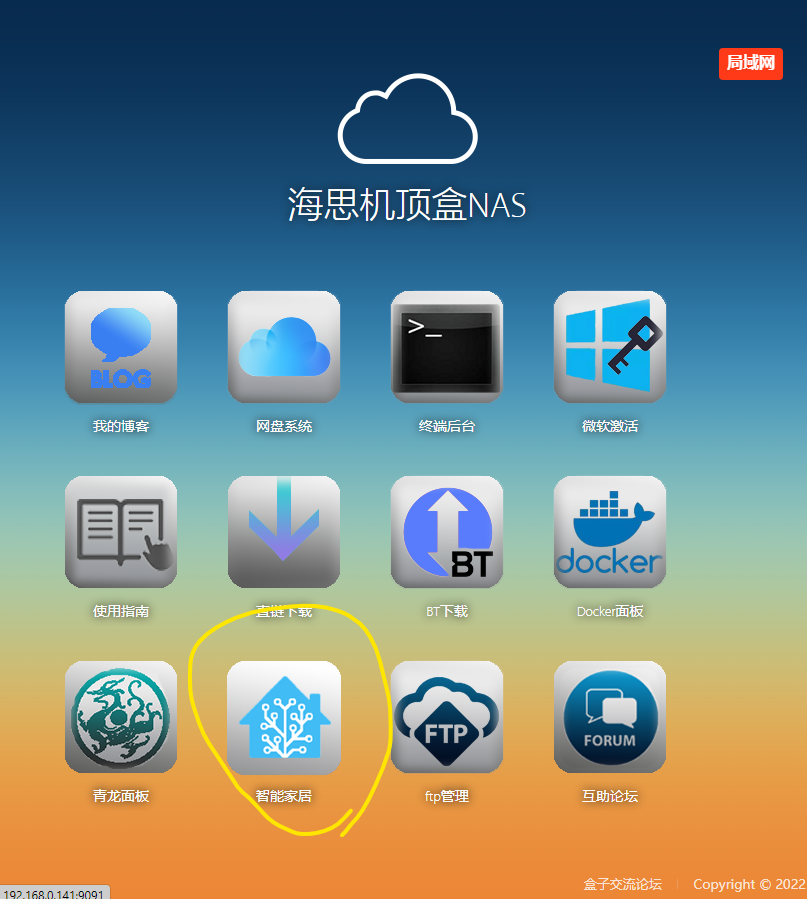 局域网
海思机顶盒NAS
BLOG
>_
BT
docker
我的博客
网盘系统
终端后台
微软激活
使用指南
直链下载
BT下载
Docker面板
FTP
FORUM
青龙面板
智能家居
ftp管理
互助论坛
盒子交流论坛 | Copyright © 2022
192.168.0.141:9091